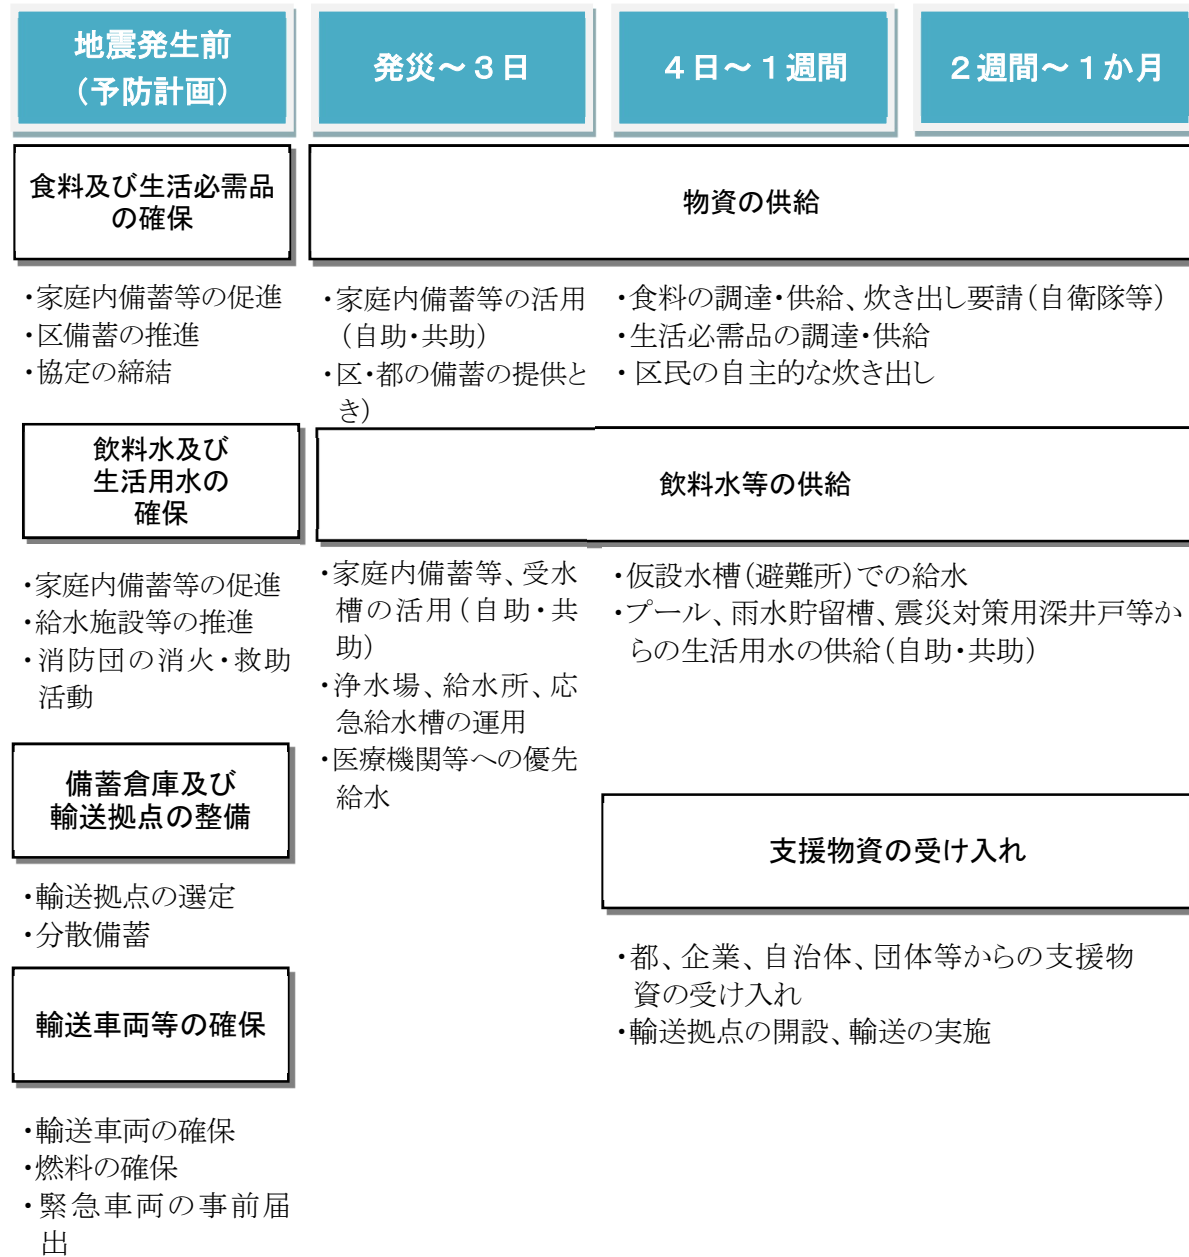 地震発生前
（予防計画）
発災～３日
４日～１週間
２週間～１か月
食料及び生活必需品
の確保
物資の供給
・家庭内備蓄等の促進
・区備蓄の推進
・協定の締結
・家庭内備蓄等の活用
（自助・共助）
・区・都の備蓄の提供と
き）
・食料の調達・供給、炊き出し要請（自衛隊等）
・生活必需品の調達・供給
・区民の自主的な炊き出し
飲料水及び
生活用水の
確保
飲料水等の供給
・家庭内備蓄等の促進
・給水施設等の推進
・消防団の消火・救助
活動
・家庭内備蓄等、受水
槽の活用（自助・共
助）
・浄水場、給水所、応
急給水槽の運用
・医療機関等への優先
給水
・仮設水槽（避難所）での給水
・プール、雨水貯留槽、震災対策用深井戸等か
らの生活用水の供給（自助・共助）
備蓄倉庫及び
輸送拠点の整備
・輸送拠点の選定
・分散備蓄
支援物資の受け入れ
・都、企業、自治体、団体等からの支援物
資の受け入れ
・輸送拠点の開設、輸送の実施
輸送車両等の確保
・輸送車両の確保
・燃料の確保
・緊急車両の事前届
出